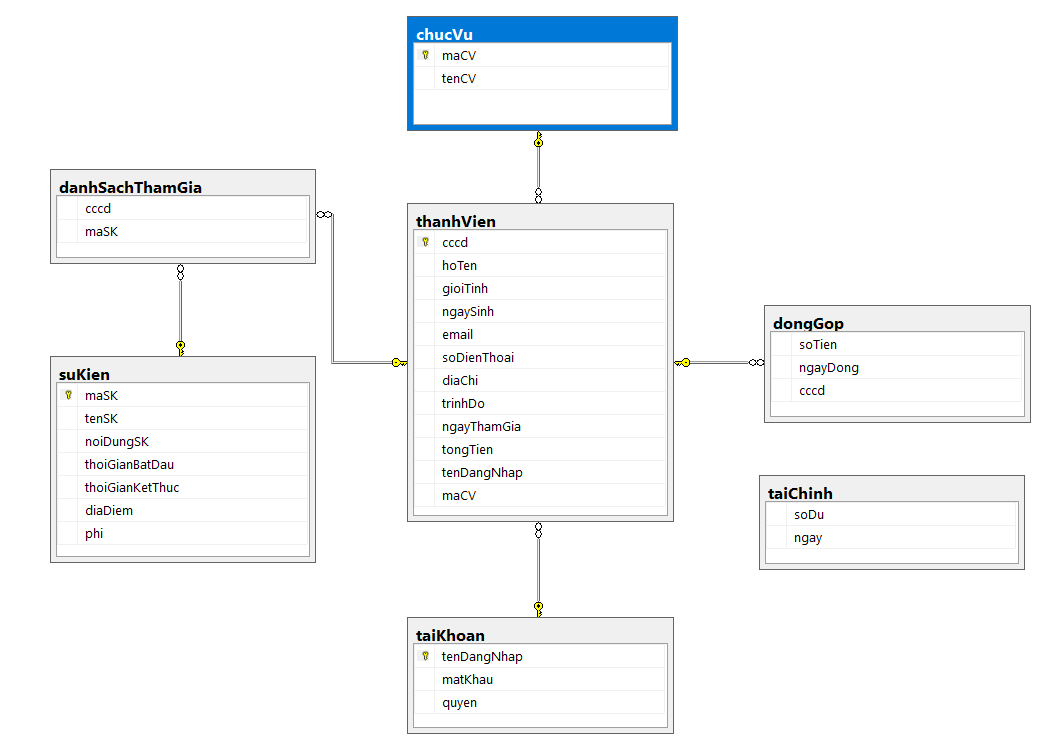 chucVu
maCV
tenCV
danhSachThamGia
cccd
maSK
thanhVien
cccd
hoTen
gioiTinh
ngaySinh
email
soDienThoai
diaChi
trinhDo
ngayThamGia
tongTien
tenDangNhap
maCV
dongGop
soTien
ngayDong
cccd
suKien
maSK
tenSK
noiDungSK
thoiGianBatDau
thoiGianKetThuc
diaDiem
phi
taiChinh
soDu
ngay
taiKhoan
tenDangNhap
matKhau
quyen